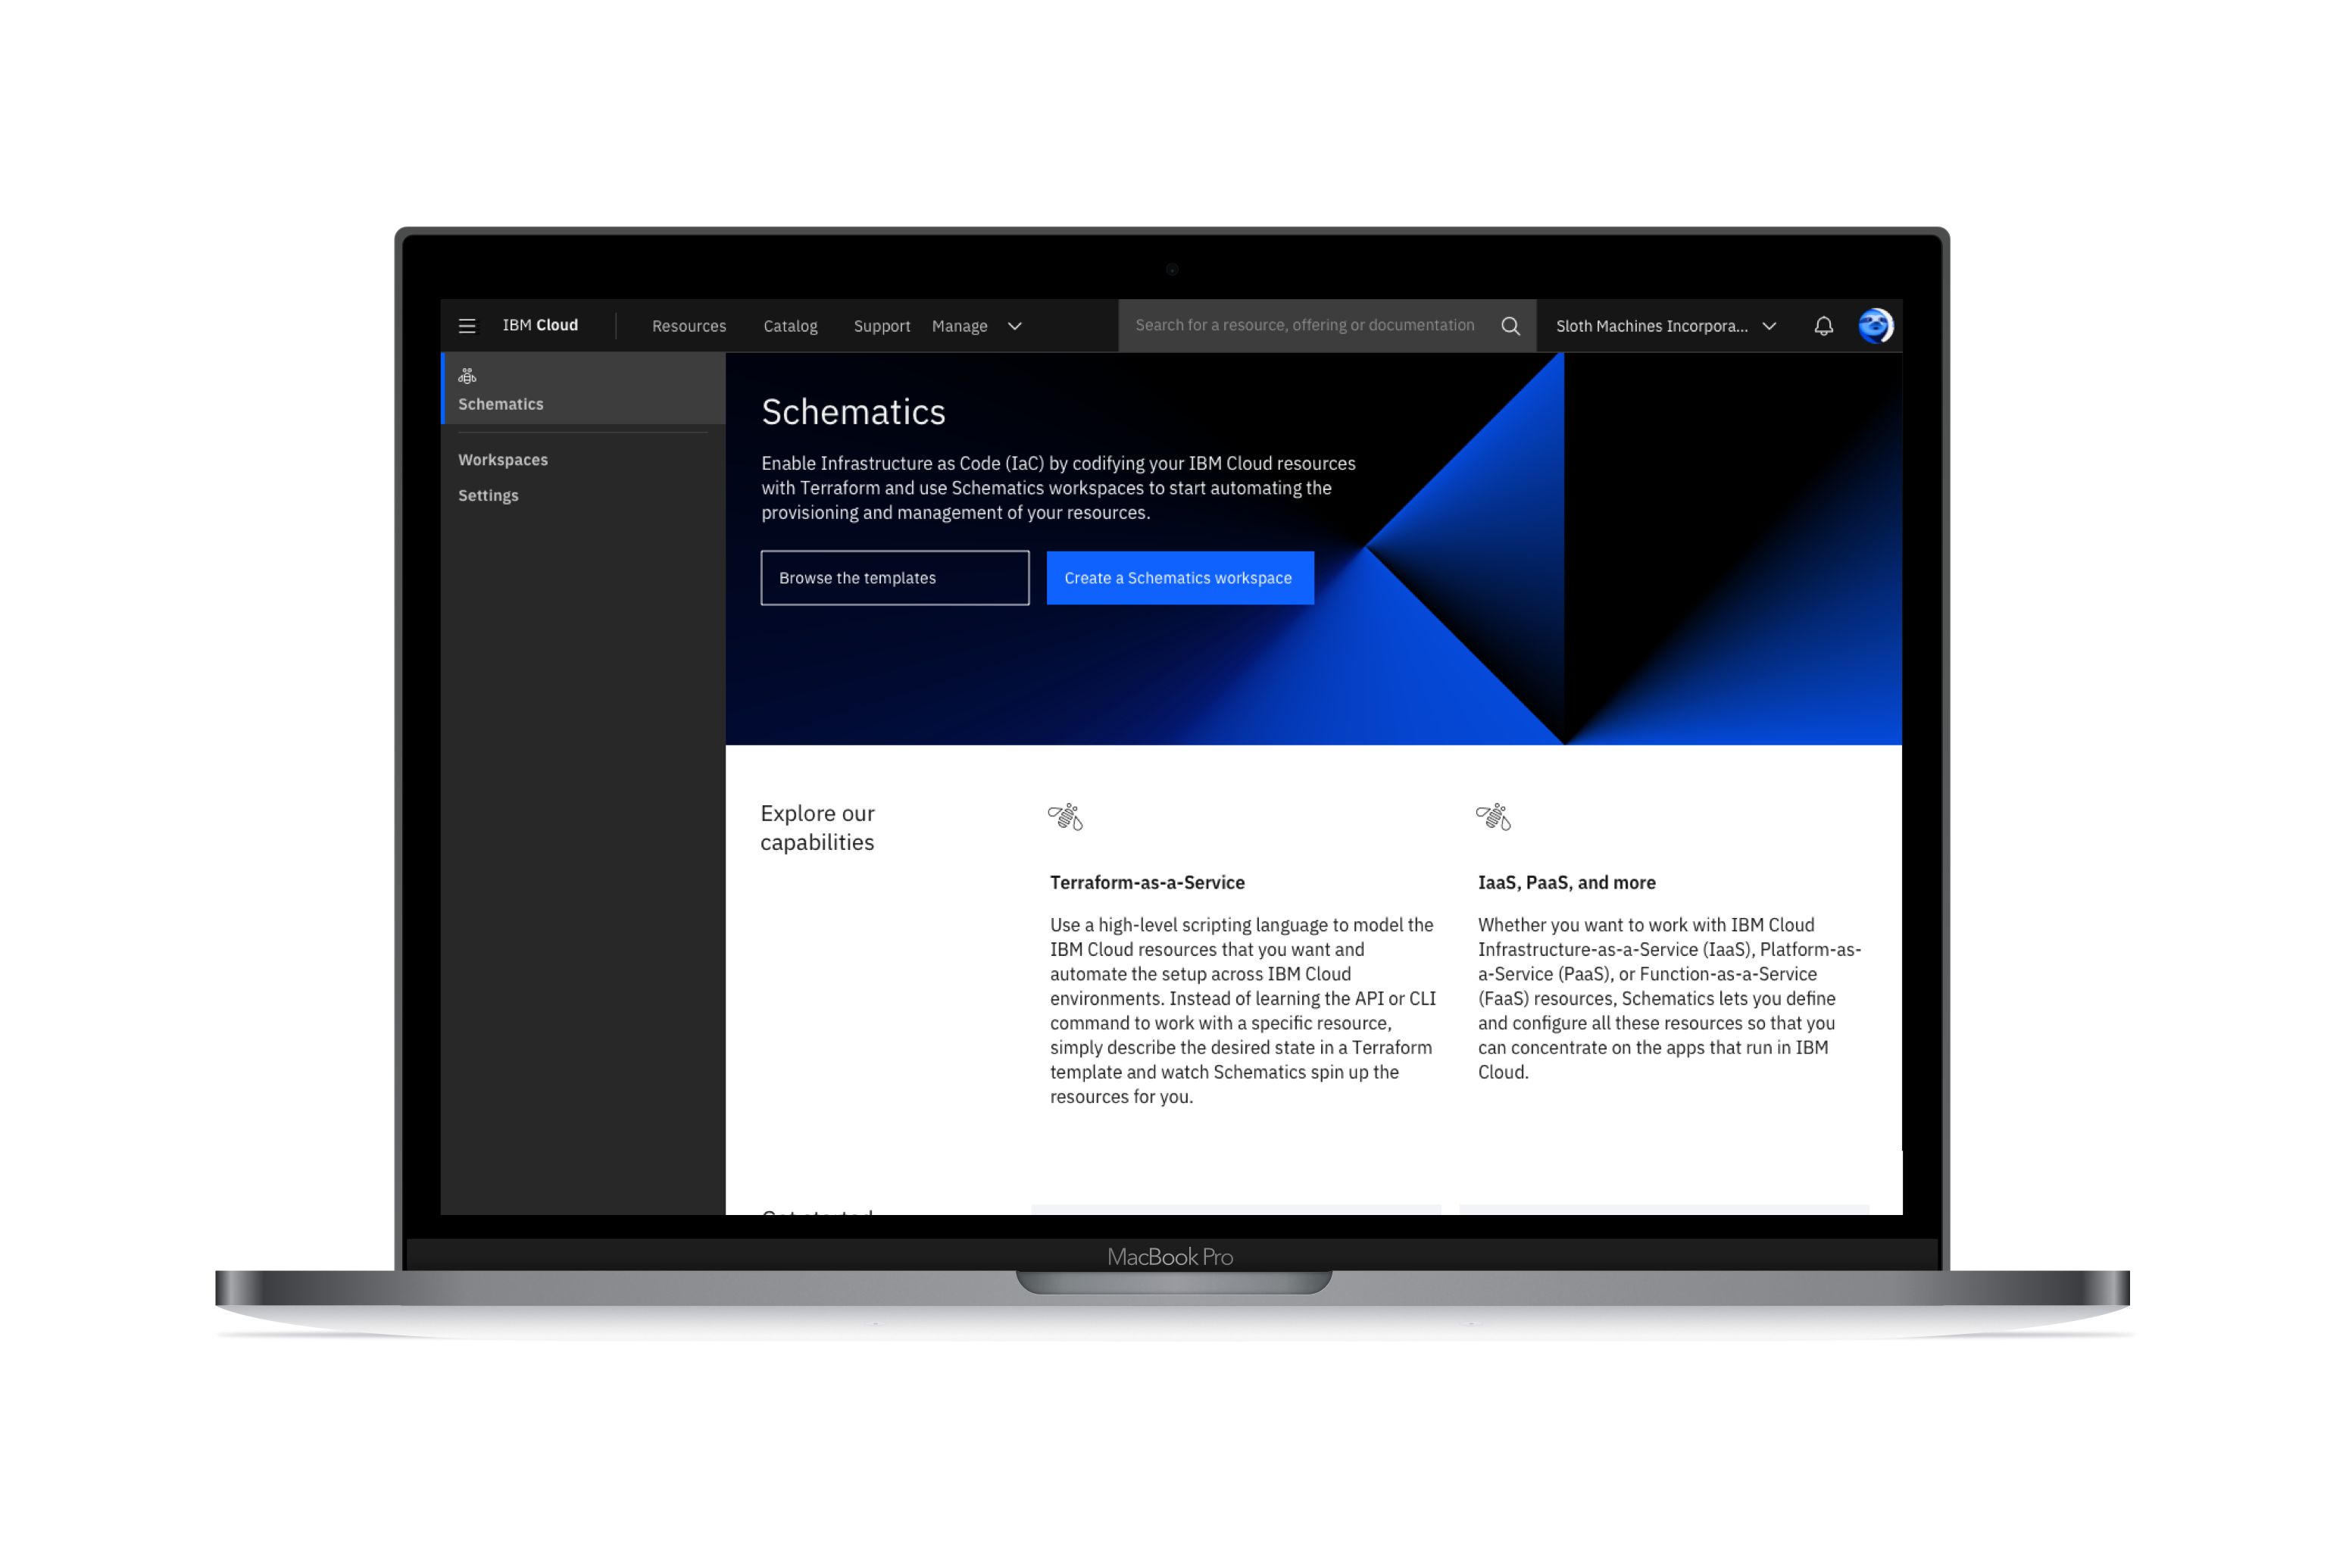 IBM Cloud
Resources
Catalog
Support
Manage
Search for a resource, offering or documentation
Sloth Machines Incorpora...
Schematics
Workspaces
Settings
Schematics
Enable Infrastructure as Code (IaC) by codifying your IBM Cloud resources
with Terraform and use Schematics workspaces to start automating the
provisioning and management of your resources.
Browse the templates
Create a Schematics workspace
Explore our
capabilities
Terraform-as-a-Service
Use a high-level scripting language to model the
IBM Cloud resources that you want and
automate the setup across IBM Cloud
environments. Instead of learning the API or CLI
command to work with a specific resource,
simply describe the desired state in a Terraform
template and watch Schematics spin up the
resources for you.
IaaS, PaaS, and more
Whether you want to work with IBM Cloud
Infrastructure-as-a-Service (IaaS), Platform-as-
a-Service (PaaS), or Function-as-a-Service
(FaaS) resources, Schematics lets you define
and configure all these resources so that you
can concentrate on the apps that run in IBM
Cloud.
MacBook Pro